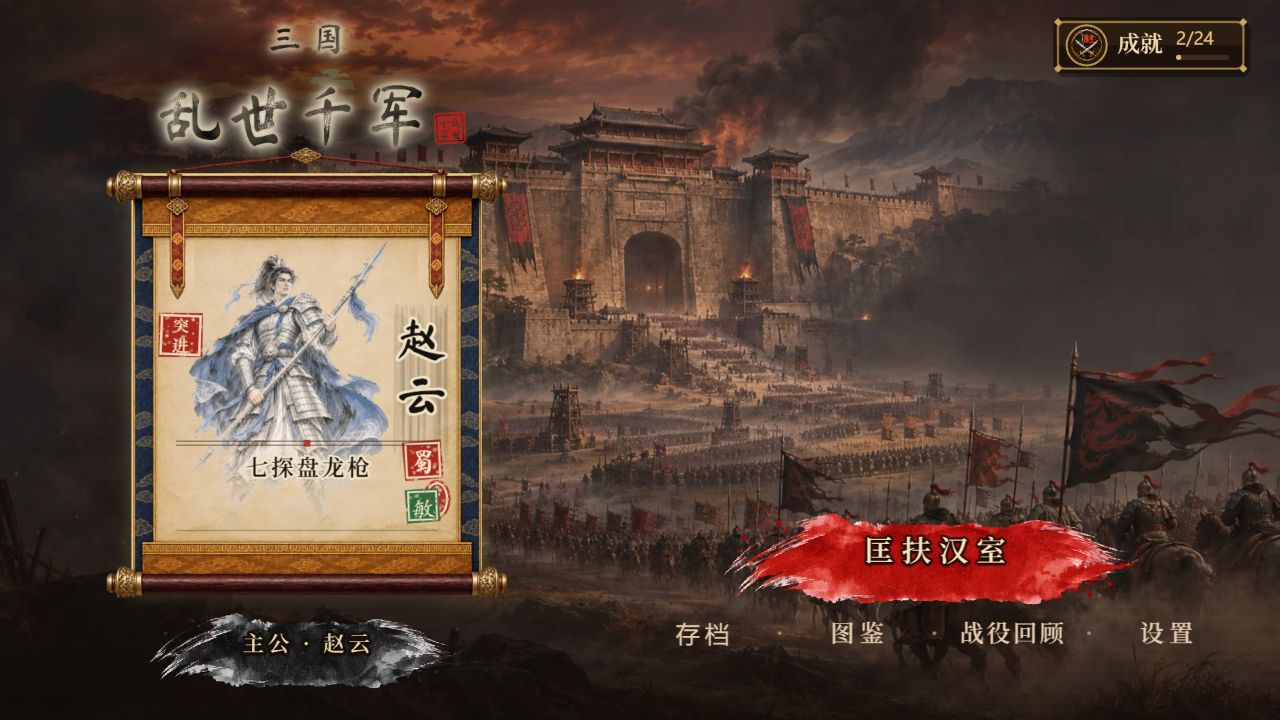 三国
乱世千军
成就 2/24
突进
赵云
七探盘龙枪
蜀
敏
匡扶汉室
存档 · 图鉴 · 战役回顾 · 设置
主公·赵云